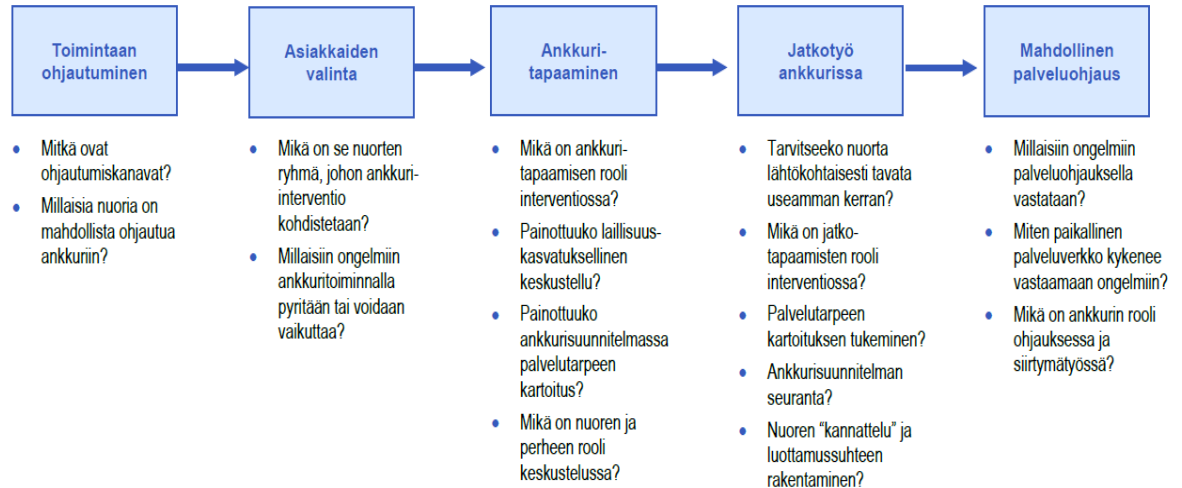 Toimintaan
ohjautuminen
Asiakkaiden
valinta
Ankkuri-
tapaaminen
Jatkotyö
ankkurissa
Mahdollinen
palveluohjaus
• Mitkä ovat
ohjautumiskanavat?
• Millaisia nuoria on
mahdollista ohjautua
ankkuriin?
• Mikä on se nuorten
ryhmä, johon ankkuri-
interventio
kohdistetaan?
• Millaisiin ongelmiin
ankkuritoiminnalla
pyritään tai voidaan
vaikuttaa?
• Mikä on ankkuri-
tapaamisen rooli
interventiossa?
• Painottuuko laillisuus-
kasvatuksellinen
keskustellu?
• Painottuuko
ankkurisuunnitelmassa
palvelutarpeen
kartoitus?
• Mikä on nuoren ja
perheen rooli
keskustelussa?
• Tarvitseeko nuorta
lähtökohtaisesti tavata
useamman kerran?
• Mikä on jatko-
tapaamisten rooli
interventiossa?
• Palvelutarpeen
kartoituksen tukeminen?
• Ankkurisuunnitelman
seuranta?
• Nuoren “kannattelu” ja
luottamussuhteen
rakentaminen?
• Millaisiin ongelmiin
palveluohjauksella
vastataan?
• Miten paikallinen
palveluverkko kykenee
vastaamaan ongelmiin?
• Mikä on ankkurin rooli
ohjauksessa ja
siirtymätyössä?